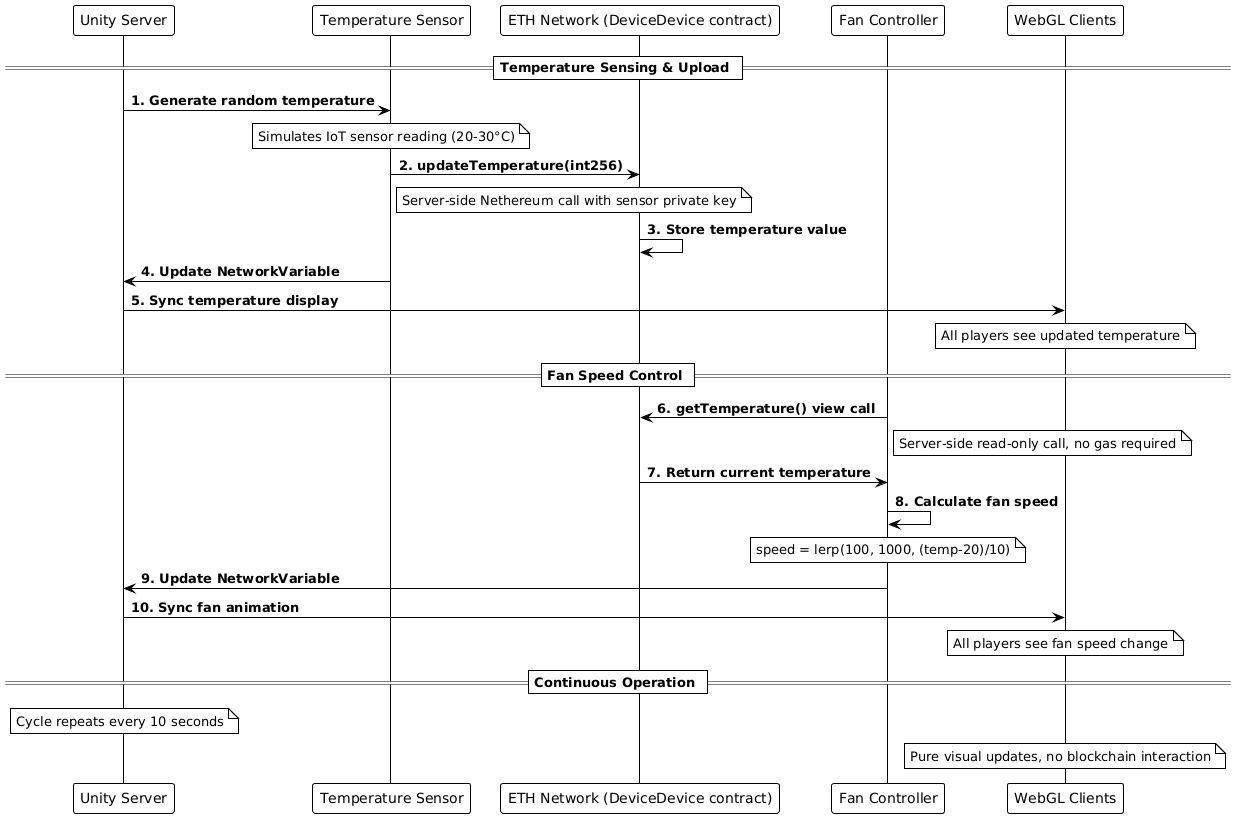 Unity Server
Temperature Sensor
ETH Network (DeviceDevice contract)
Fan Controller
WebGL Clients
Temperature Sensing & Upload
1. Generate random temperature
Simulates IoT sensor reading (20-30°C)
2. updateTemperature(int256)
Server-side Nethereum call with sensor private key
3. Store temperature value
4. Update NetworkVariable
5. Sync temperature display
All players see updated temperature
Fan Speed Control
6. getTemperature() view call
Server-side read-only call, no gas required
7. Return current temperature
8. Calculate fan speed
speed = lerp(100, 1000, (temp-20)/10)
9. Update NetworkVariable
10. Sync fan animation
All players see fan speed change
Continuous Operation
Cycle repeats every 10 seconds
Pure visual updates, no blockchain interaction
Unity Server
Temperature Sensor
ETH Network (DeviceDevice contract)
Fan Controller
WebGL Clients